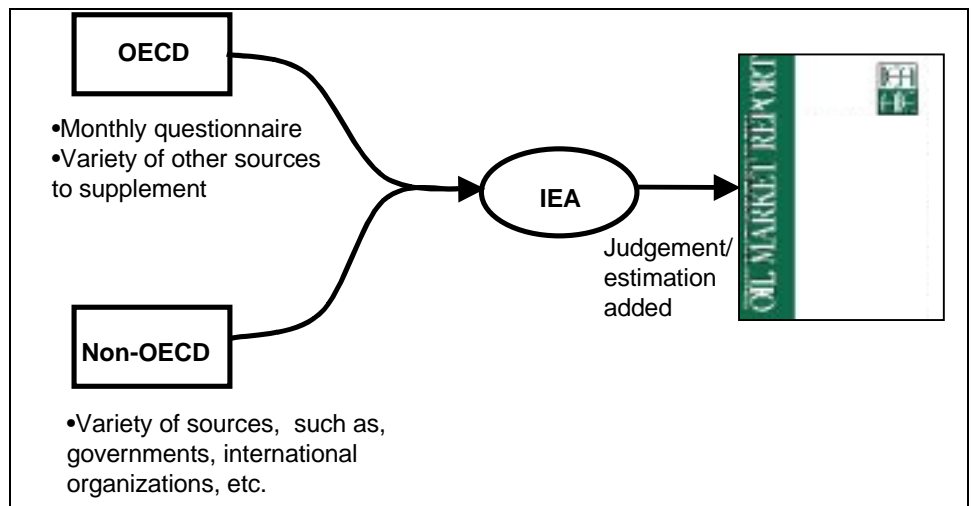 OECD
•Monthly questionnaire
•Variety of other sources
to supplement
IEA
Judgement/
estimation
added
OIL MARKET REPORT
Non-OECD
•Variety of sources, such as,
governments, international
organizations, etc.